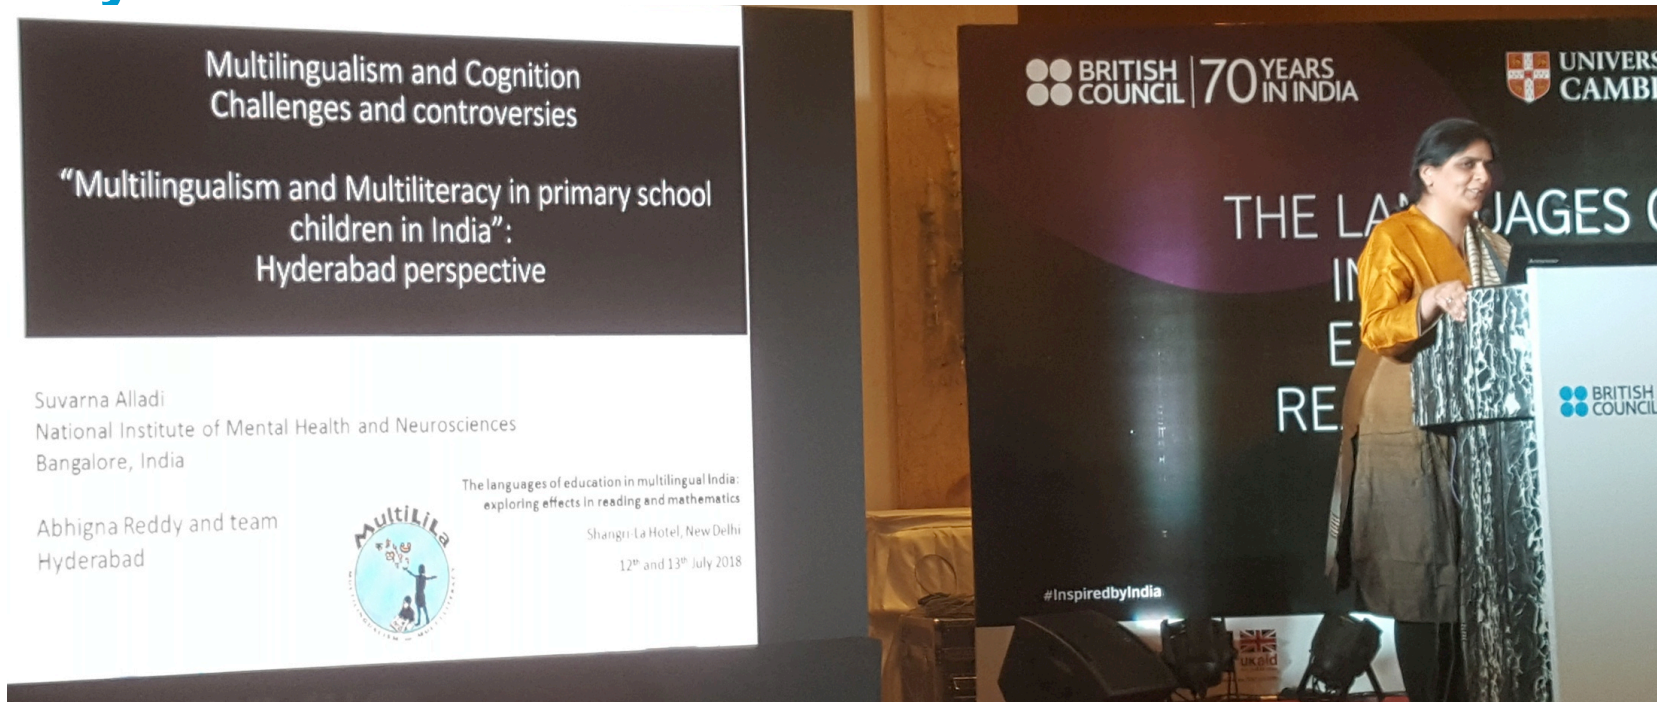 Multilingualism and Cognition
Challenges and controversies
“Multilingualism and Multiliteracy in primary school
children in India”:
Hyderabad perspective
Suvarna Alladi
National Institute of Mental Health and Neurosciences
Bangalore, India
Abhigna Reddy and team
Hyderabad
The languages of education in multilingual India:
exploring effects in reading and mathematics
Shangri-La Hotel, New Delhi
12th and 13th July 2018
MultiLiLa
BRITISH
COUNCIL
70 YEARS
IN INDIA
UNIVERS
CAMBI
THE LA UAGES
IN
E
RE
#InspiredbyIndia
ukaid
BRITISH
COUNCIL